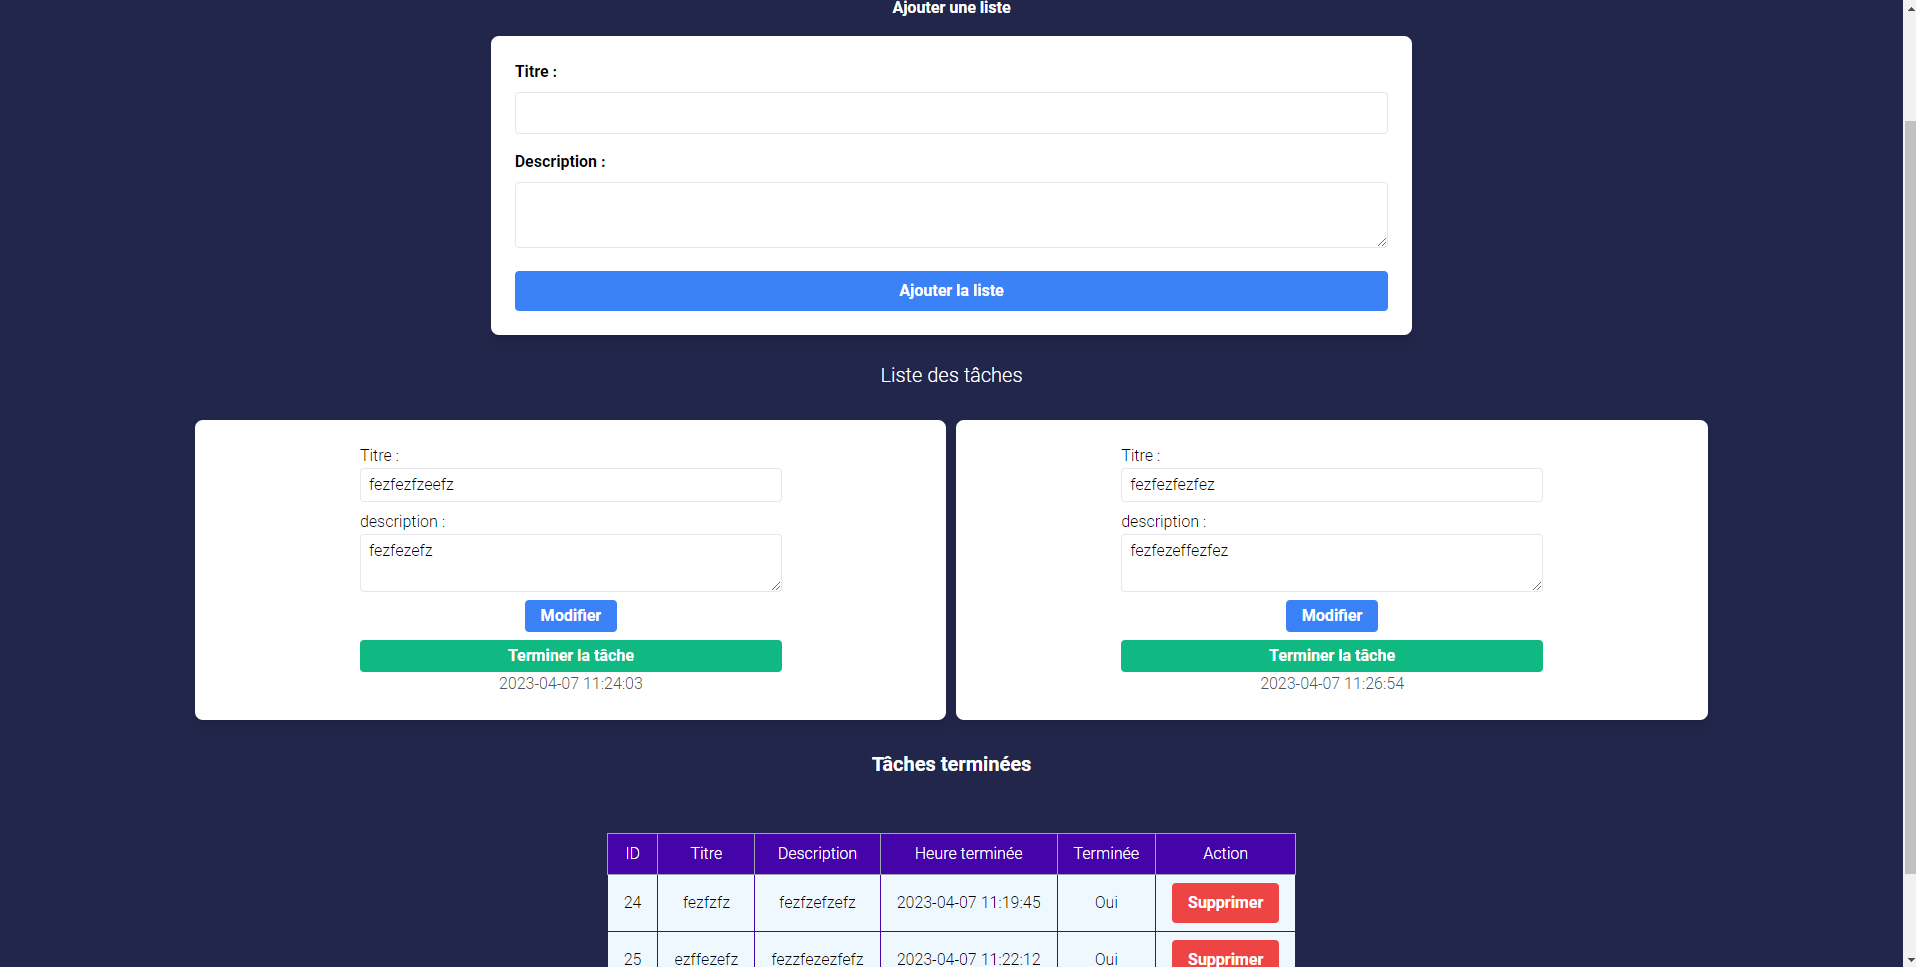 Ajouter une liste
Titre :
Description :
Ajouter la liste
Liste des tâches
Titre :
fezfezfzeefz
description :
fezfezefz
Modifier
Terminer la tâche
2023-04-07 11:24:03
Titre :
fezfezfezfez
description :
fezfezeffezfez
Modifier
Terminer la tâche
2023-04-07 11:26:54
Tâches terminées
ID Titre Description Heure terminée Terminée Action
24 fezfzfz fezfzefzefz 2023-04-07 11:19:45 Oui Supprimer
25 ezffezefz fezzfezezfefz 2023-04-07 11:22:12 Oui Supprimer